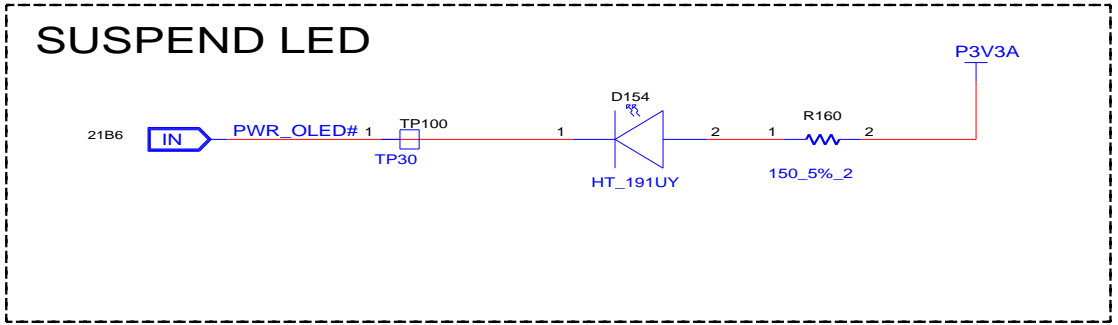 SUSPEND LED
P3V3A
D154
R160
21B6
IN
PWR_OLED#
1
TP100
1
2
1
2
TP30
HT_191UY
150_5%_2